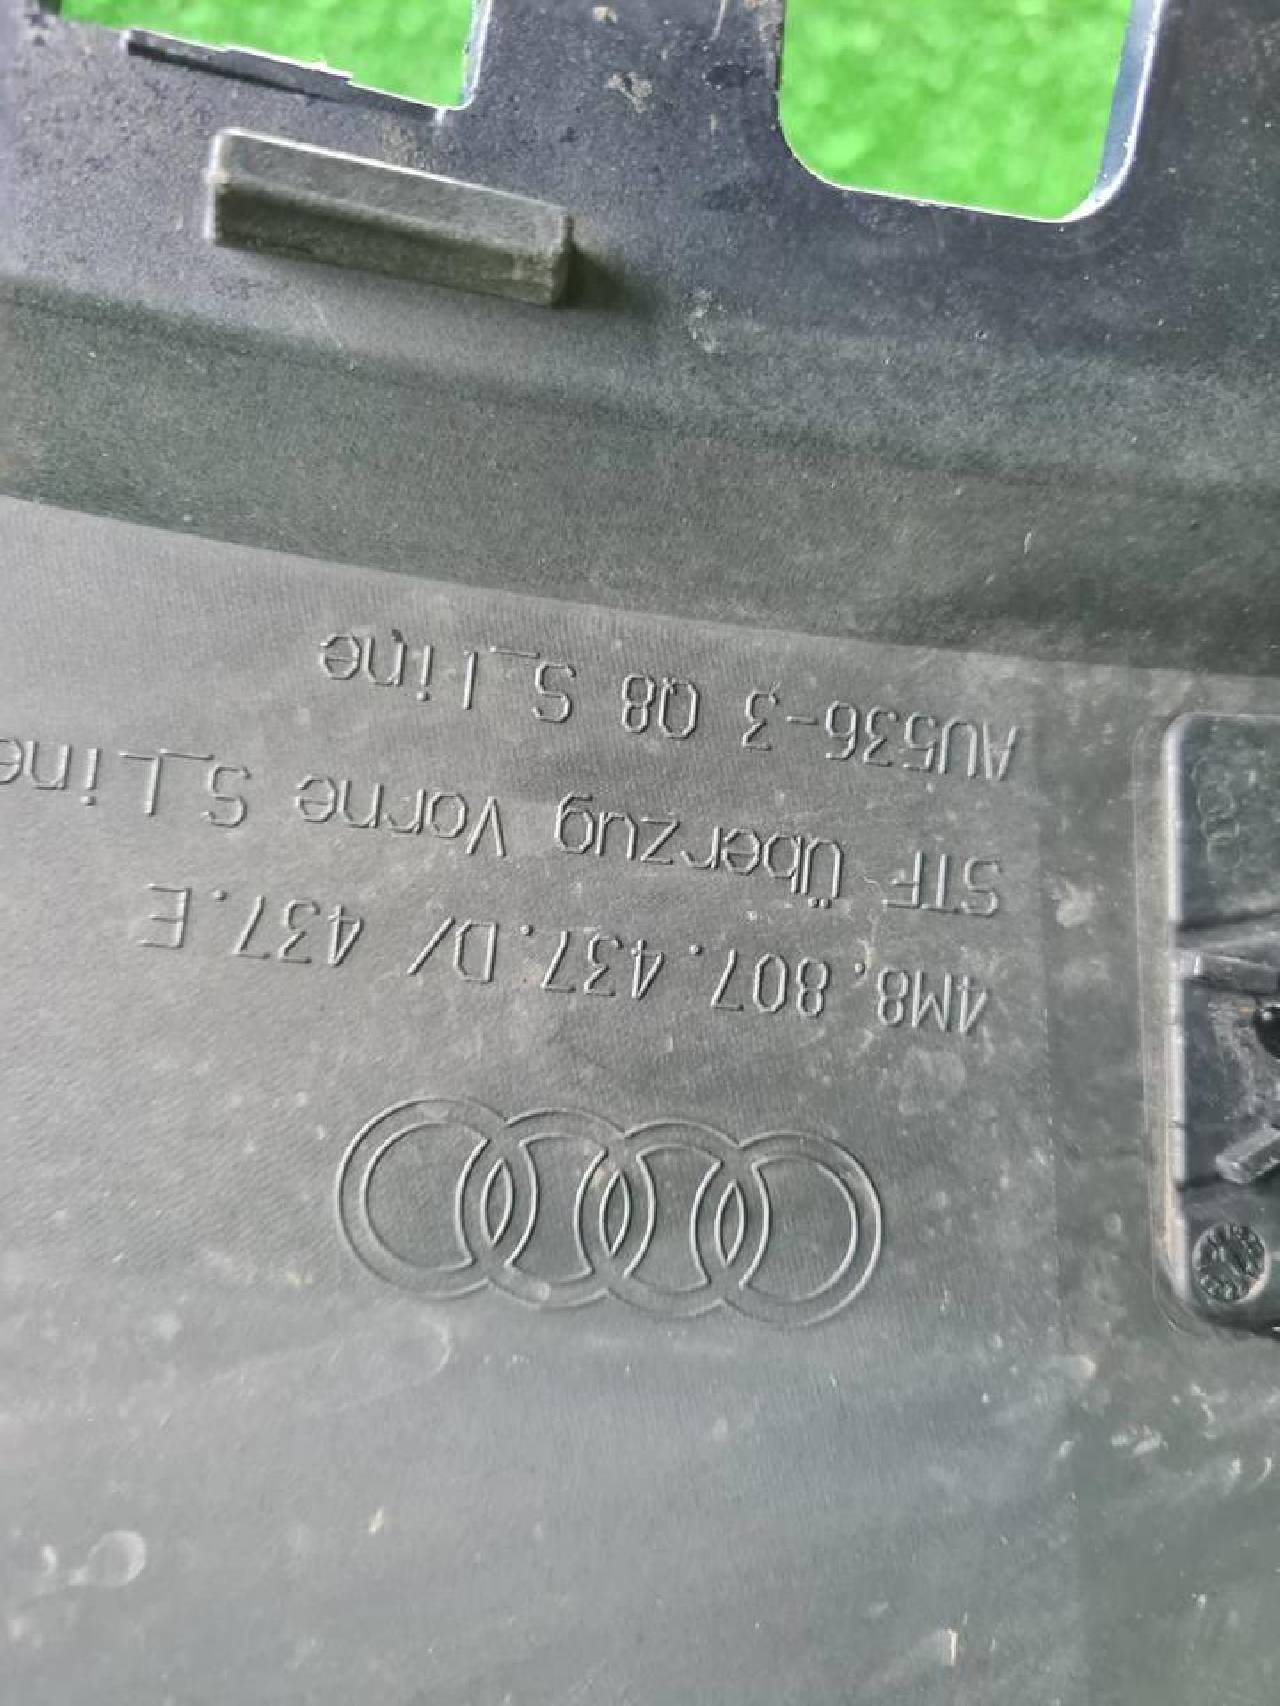 4M8.807.437.D/ 437.E
STF Überzug Vorne S_Line
AU536-3 Q8 S_Line